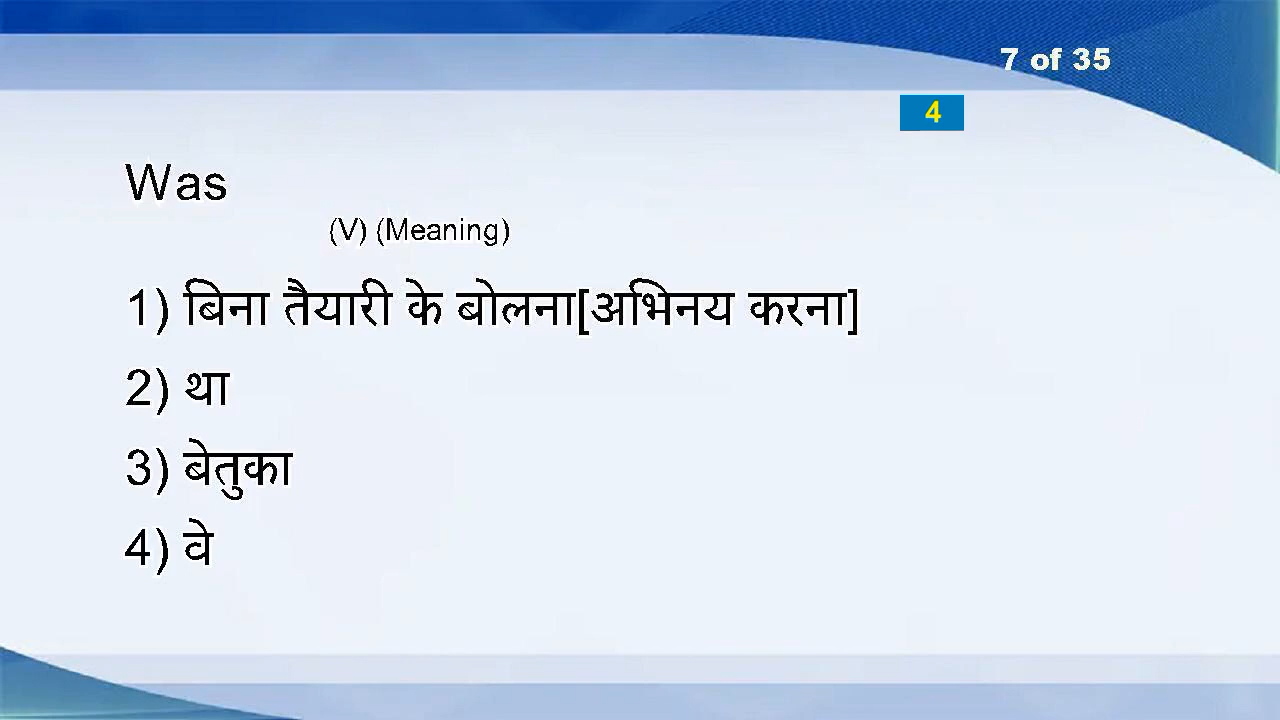 7 of 35
4
Was
(V) (Meaning)
1) बिना तैयारी के बोलना[अभिनय करना]
2) था
3) बेतुका
4) वे